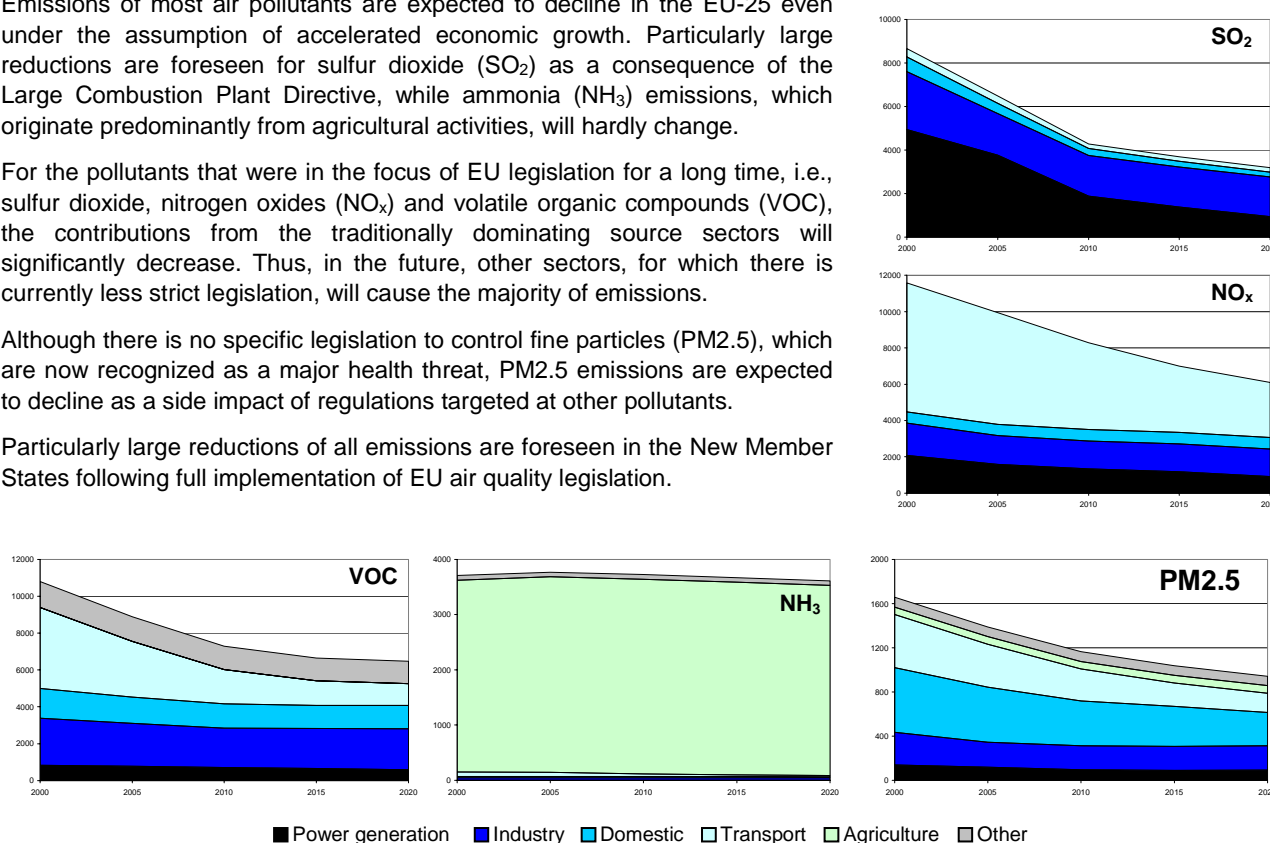 Emissions of most air pollutants are expected to decline in the EU-25 even
under the assumption of accelerated economic growth. Particularly large
reductions are foreseen for sulfur dioxide (SO₂) as a consequence of the
Large Combustion Plant Directive, while ammonia (NH₃) emissions, which
originate predominantly from agricultural activities, will hardly change.
For the pollutants that were in the focus of EU legislation for a long time, i.e.,
sulfur dioxide, nitrogen oxides (NOₓ) and volatile organic compounds (VOC),
the contributions from the traditionally dominating source sectors will
significantly decrease. Thus, in the future, other sectors, for which there is
currently less strict legislation, will cause the majority of emissions.
Although there is no specific legislation to control fine particles (PM2.5), which
are now recognized as a major health threat, PM2.5 emissions are expected
to decline as a side impact of regulations targeted at other pollutants.
Particularly large reductions of all emissions are foreseen in the New Member
States following full implementation of EU air quality legislation.
SO₂
10000
8000
6000
4000
2000
0
2000 2005 2010 2015 20
NOₓ
12000
10000
8000
6000
4000
2000
0
2000 2005 2010 2015 20
VOC
12000
10000
8000
6000
4000
2000
0
2000 2005 2010 2015 2020
NH₃
4000
3000
2000
1000
0
2000 2005 2010 2015 2020
PM2.5
2000
1600
1200
800
400
0
2000 2005 2010 2015 202
Power generation Industry Domestic Transport Agriculture Other